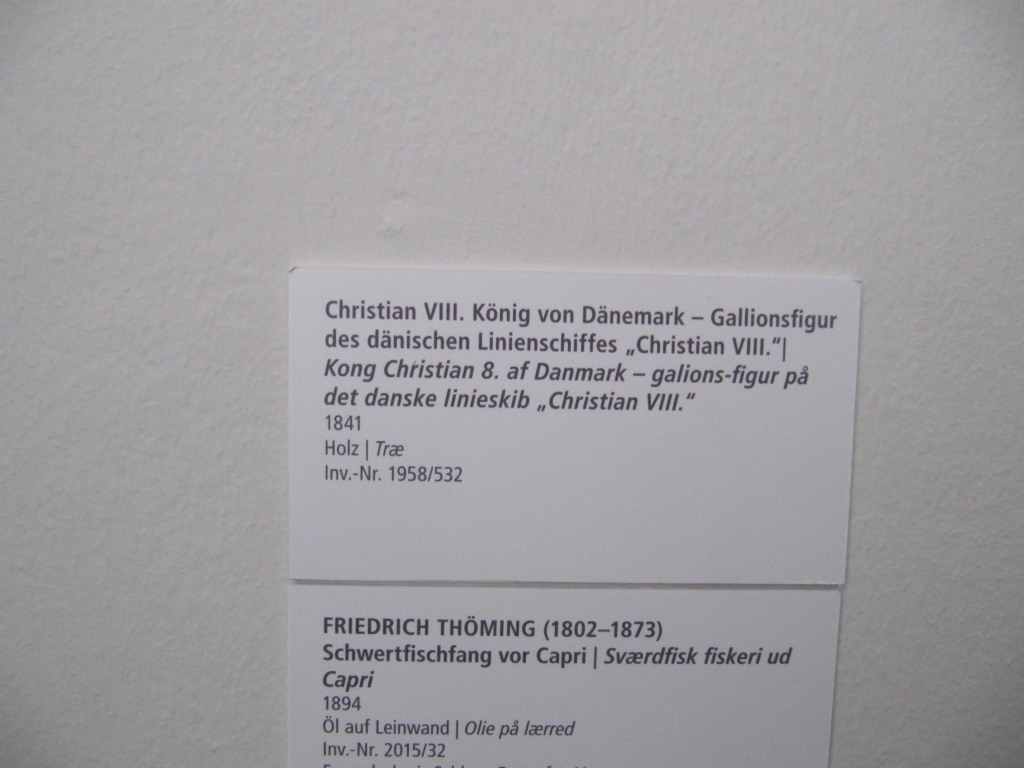 Christian VIII. König von Dänemark – Gallionsfigur
des dänischen Linienschiffes „Christian VIII.“|
Kong Christian 8. af Danmark – galions-figur på
det danske linieskib „Christian VIII.“
1841
Holz | Træ
Inv.-Nr. 1958/532
FRIEDRICH THÖMING (1802–1873)
Schwertfischfang vor Capri | Sværdfisk fiskeri ud
Capri
1894
Öl auf Leinwand | Olie på lærred
Inv.-Nr. 2015/32